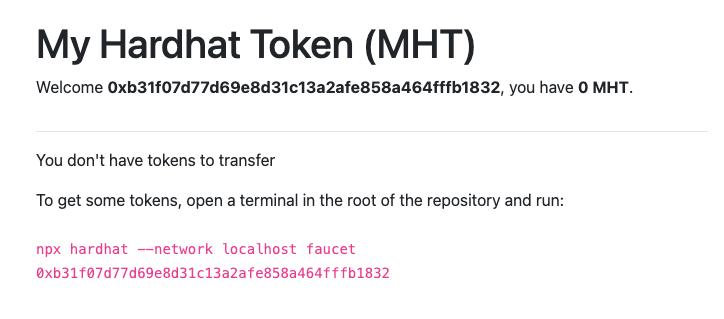 My Hardhat Token (MHT)
Welcome 0xb31f07d77d69e8d31c13a2afe858a464fffb1832, you have 0 MHT.
You don't have tokens to transfer
To get some tokens, open a terminal in the root of the repository and run:
npx hardhat --network localhost faucet
0xb31f07d77d69e8d31c13a2afe858a464fffb1832